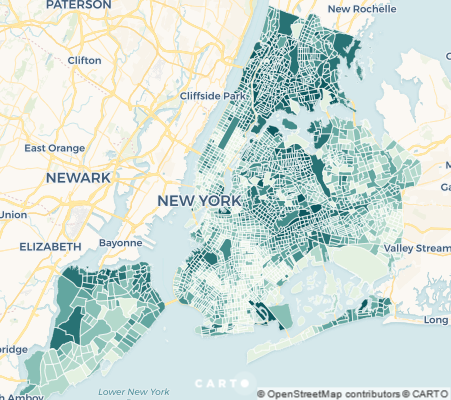 PATERSON
New Rochelle
Clifton
Cliffside Park
East Orange
NEWARK
NEW YORK
Union
Bayonne
ELIZABETH
Valley Stream
Long
bridge
Amboy
Lower New York
CARTO
© OpenStreetMap contributors © CARTO